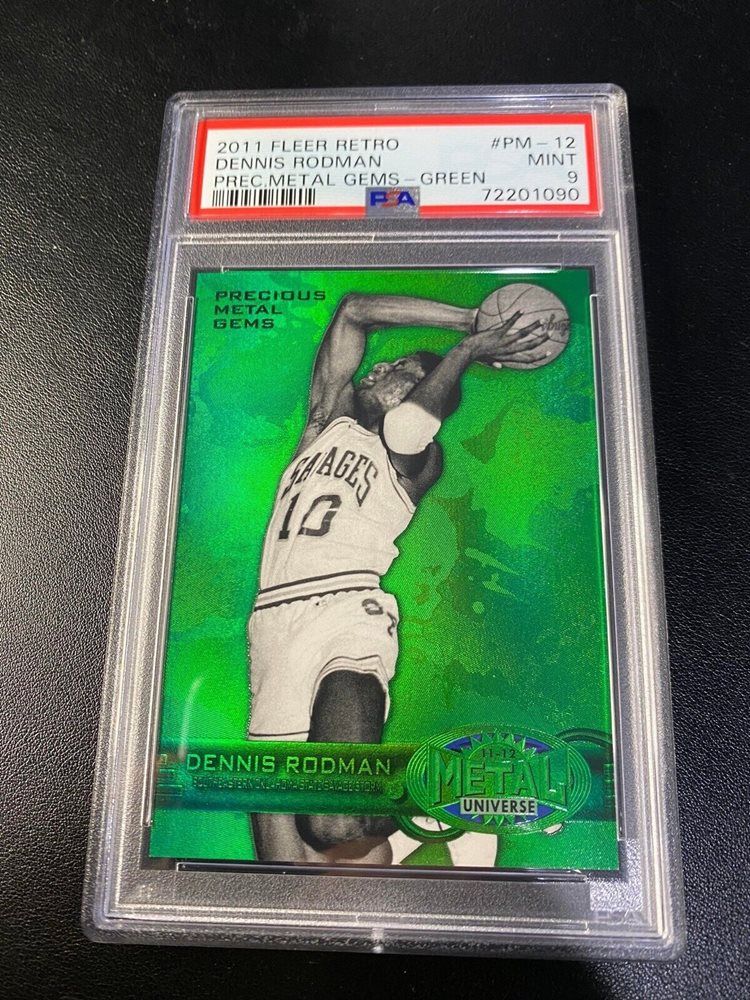 2011 FLEER RETRO #PM-12
DENNIS RODMAN MINT
PREC.METAL GEMS-GREEN 9
PSA 72201090
PRECIOUS
METAL
GEMS
SAVAGES
10
DENNIS RODMAN
11-12
METAL
UNIVERSE